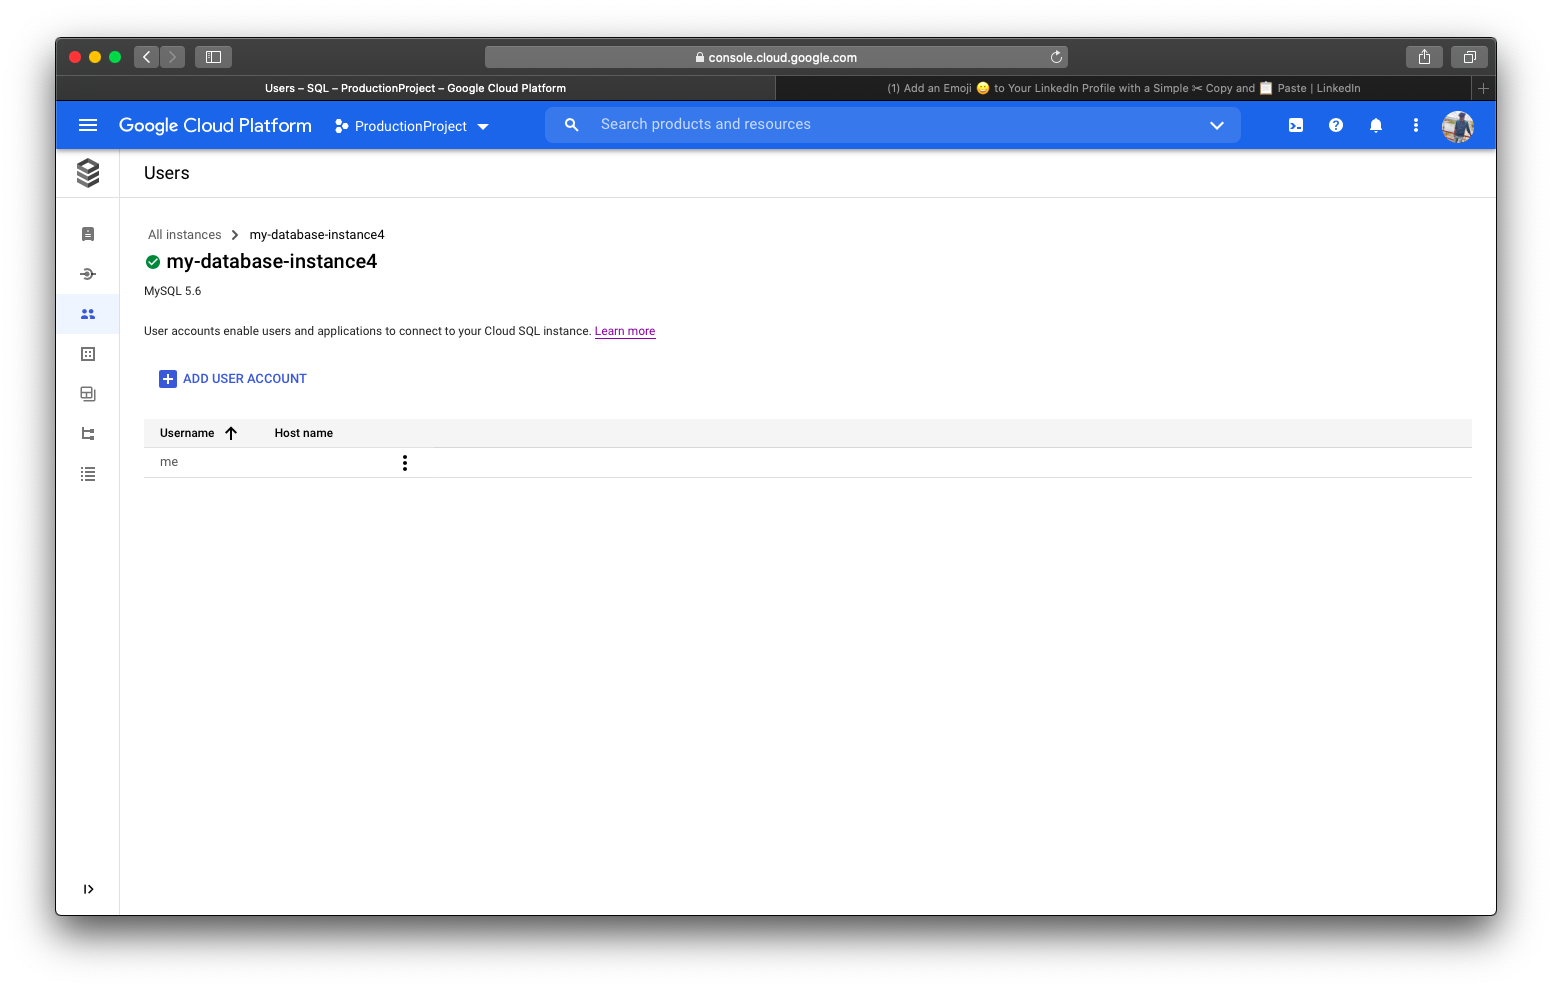 console.cloud.google.com
Users – SQL – ProductionProject – Google Cloud Platform
(1) Add an Emoji 😀 to Your LinkedIn Profile with a Simple ✂ Copy and 📋 Paste | LinkedIn
Google Cloud Platform
ProductionProject
Search products and resources
Users
All instances > my-database-instance4
my-database-instance4
MySQL 5.6
User accounts enable users and applications to connect to your Cloud SQL instance. Learn more
ADD USER ACCOUNT
Username Host name
me